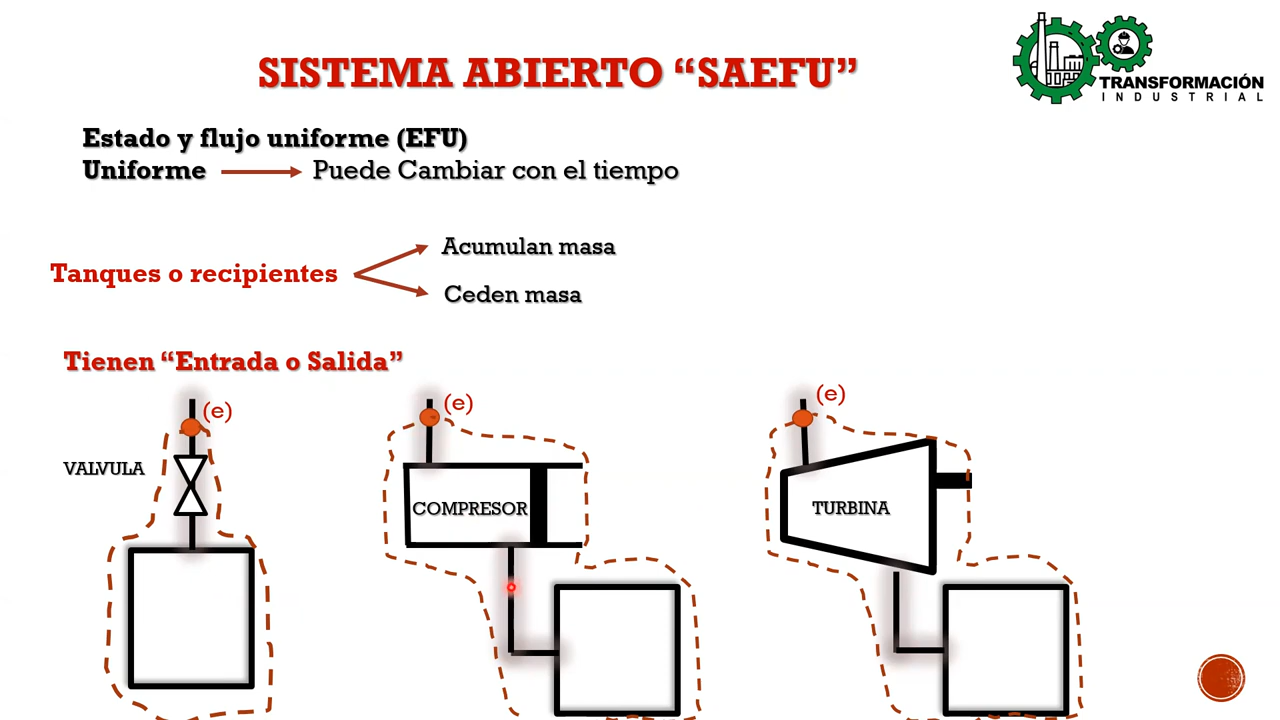 SISTEMA ABIERTO “SAEFU”
TRANSFORMACIÓN
INDUSTRIAL
Estado y flujo uniforme (EFU)
Uniforme Puede Cambiar con el tiempo
Acumulan masa
Tanques o recipientes
Ceden masa
Tienen “Entrada o Salida”
(e)
(e)
(e)
VALVULA
COMPRESOR
TURBINA